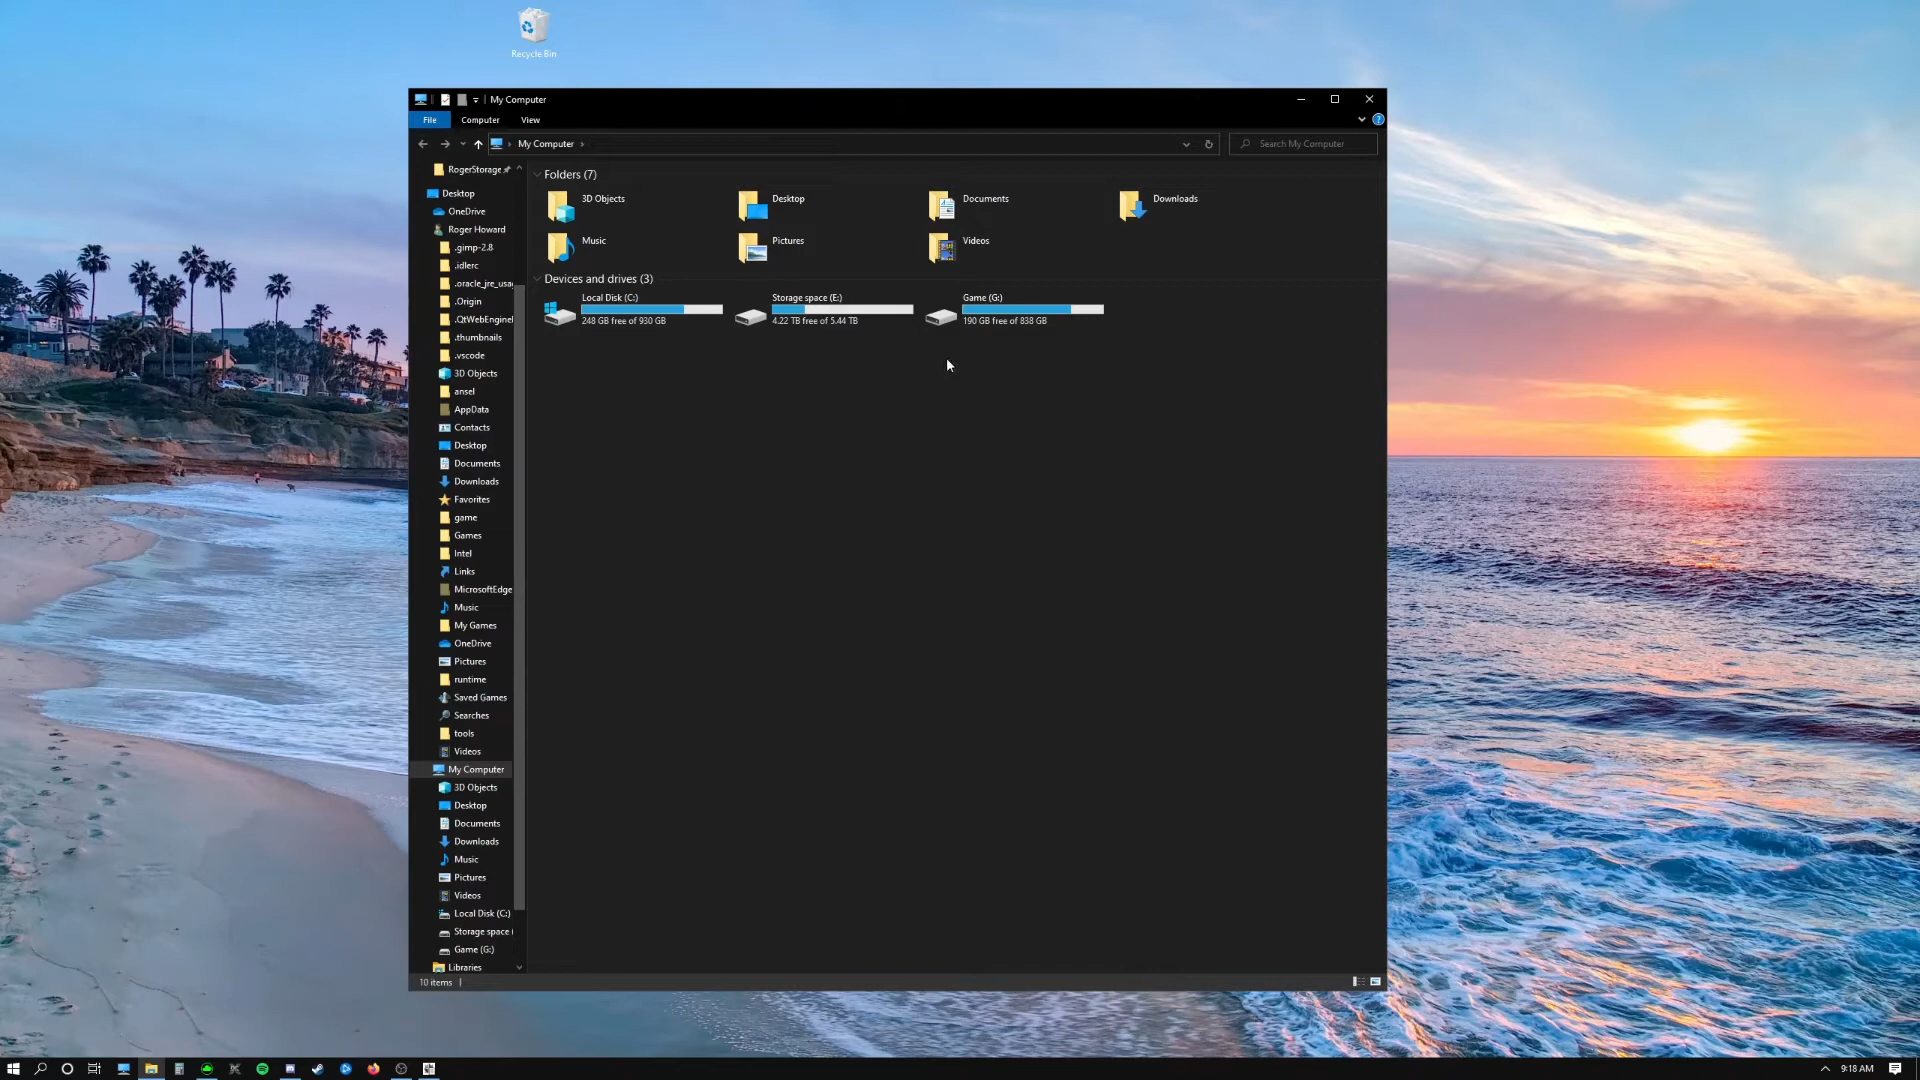 Recycle Bin
My Computer
File Computer View
My Computer
Search My Computer
RogerStorage
Desktop
OneDrive
Roger Howard
.gimp-2.8
.idlerc
.oracle_jre_usa
.Origin
.QtWebEngine
.thumbnails
.vscode
3D Objects
ansel
AppData
Contacts
Desktop
Documents
Downloads
Favorites
game
Games
Intel
Links
MicrosoftEdge
Music
My Games
OneDrive
Pictures
runtime
Saved Games
Searches
tools
Videos
My Computer
3D Objects
Desktop
Documents
Downloads
Music
Pictures
Videos
Local Disk (C:)
Storage space (
Game (G:)
Libraries
Folders (7)
3D Objects
Desktop
Documents
Downloads
Music
Pictures
Videos
Devices and drives (3)
Local Disk (C:)
248 GB free of 930 GB
Storage space (E:)
4.22 TB free of 5.44 TB
Game (G:)
190 GB free of 838 GB
10 items
9:18 AM